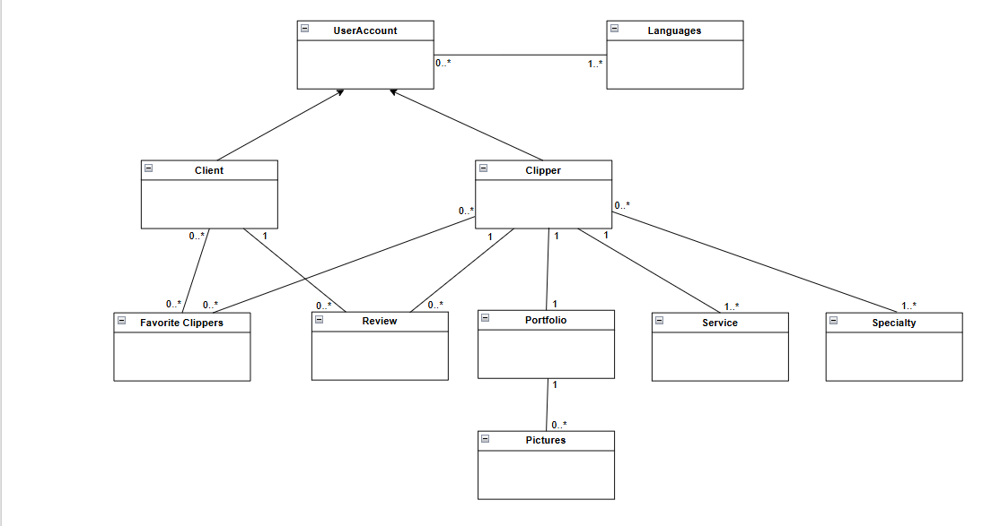 UserAccount
Languages
0..*
1..*
Client
Clipper
0..*
0..*
0..*
1
1
1
1
0..*
0..*
0..*
0..*
1
1..*
1..*
Favorite Clippers
Review
Portfolio
Service
Specialty
1
0..*
Pictures